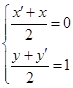 { (x′ + x)/2 = 0
(y + y′)/2 = 1